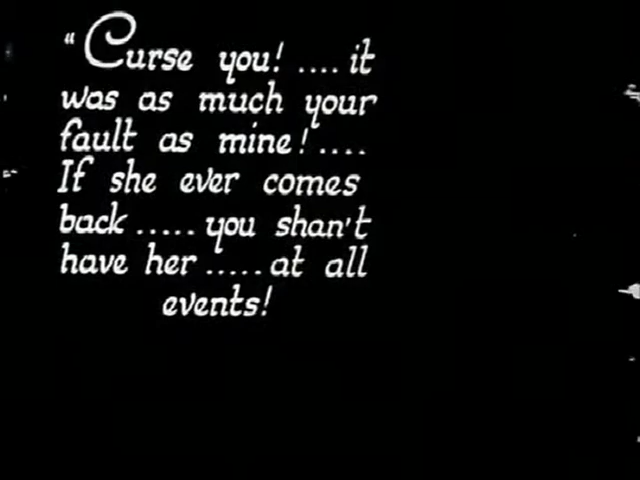 "Curse you! .... it
was as much your
fault as mine! ....
If she ever comes
back ..... you shan't
have her ..... at all
events!